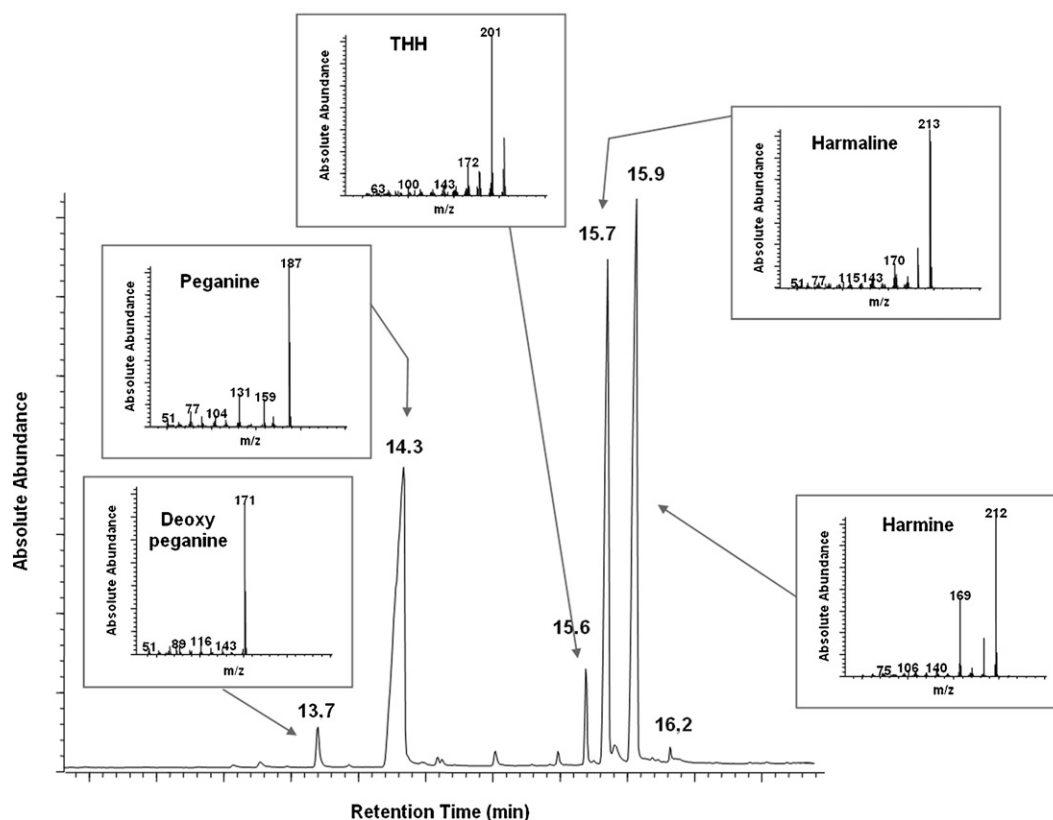 THH
201
172
143
100
63
Absolute Abundance
m/z
Harmaline
213
170
143
115
77
51
Absolute Abundance
m/z
Peganine
187
159
131
104
77
51
Absolute Abundance
m/z
Deoxy
peganine
171
143
116
89
51
Absolute Abundance
m/z
Harmine
212
169
140
106
75
Absolute Abundance
m/z
13.7
14.3
15.6
15.7
15.9
16,2
Absolute Abundance
Retention Time (min)